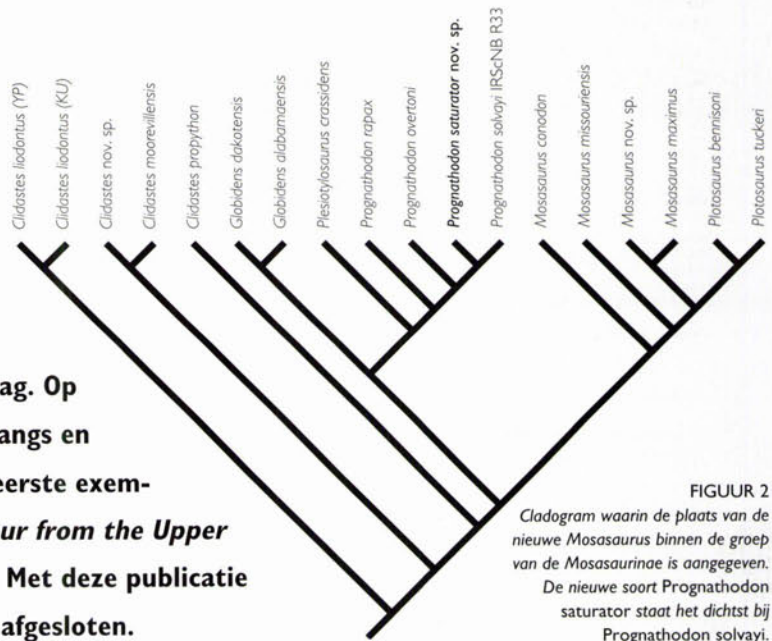 Clidastes liodontus (YP)
Clidastes liodontus (KU)
Clidastes nov. sp.
Clidastes moorevillensis
Clidastes propython
Globidens dakotensis
Globidens alabamaensis
Plesiotylosaurus crassidens
Prognathodon rapax
Prognathodon overtoni
Prognathodon saturator nov. sp.
Prognathodon solvayi IRScNB R33
Mosasaurus conodon
Mosasaurus missouriensis
Mosasaurus nov. sp.
Mosasaurus maximus
Plotosaurus bennisoni
Plotosaurus tuckeri
ag. Op
angs en
eerste exem-
ur from the Upper
Met deze publicatie
afgesloten.
FIGUUR 2
Cladogram waarin de plaats van de
nieuwe Mosasaurus binnen de groep
van de Mosasaurinae is aangegeven.
De nieuwe soort Prognathodon
saturator staat het dichtst bij
Prognathodon solvayi.